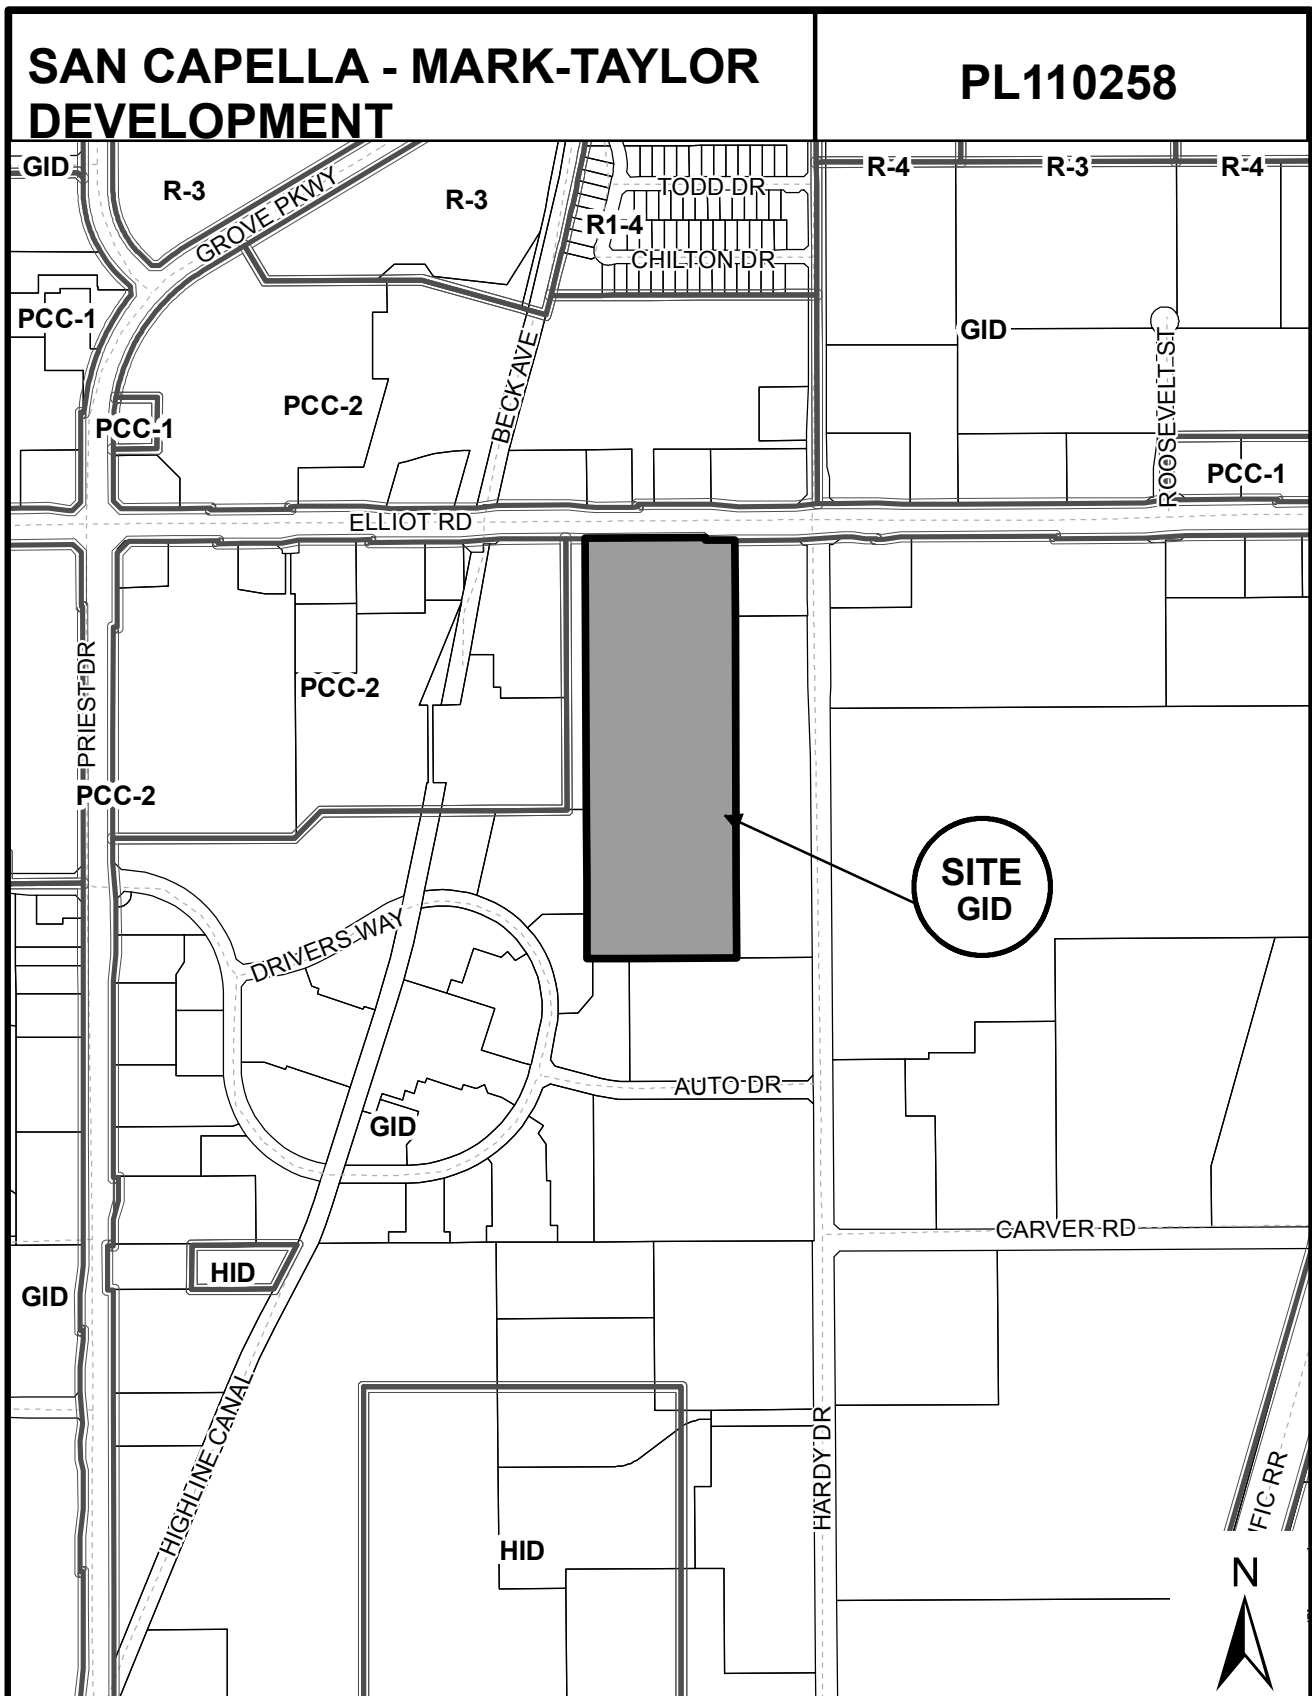 SAN CAPELLA - MARK-TAYLOR
DEVELOPMENT
PL110258
GID
R-3
GROVE PKWY
R-3
R1-4
TODD DR
CHILTON DR
R-4
R-3
R-4
PCC-1
PCC-1
PCC-2
BECK AVE
GID
ROOSEVELT ST
PCC-1
ELLIOT RD
PRIEST DR
PCC-2
PCC-2
SITE
GID
DRIVERS WAY
AUTO DR
GID
CARVER RD
HID
GID
HIGHLINE CANAL
HARDY DR
IFIC RR
HID
N